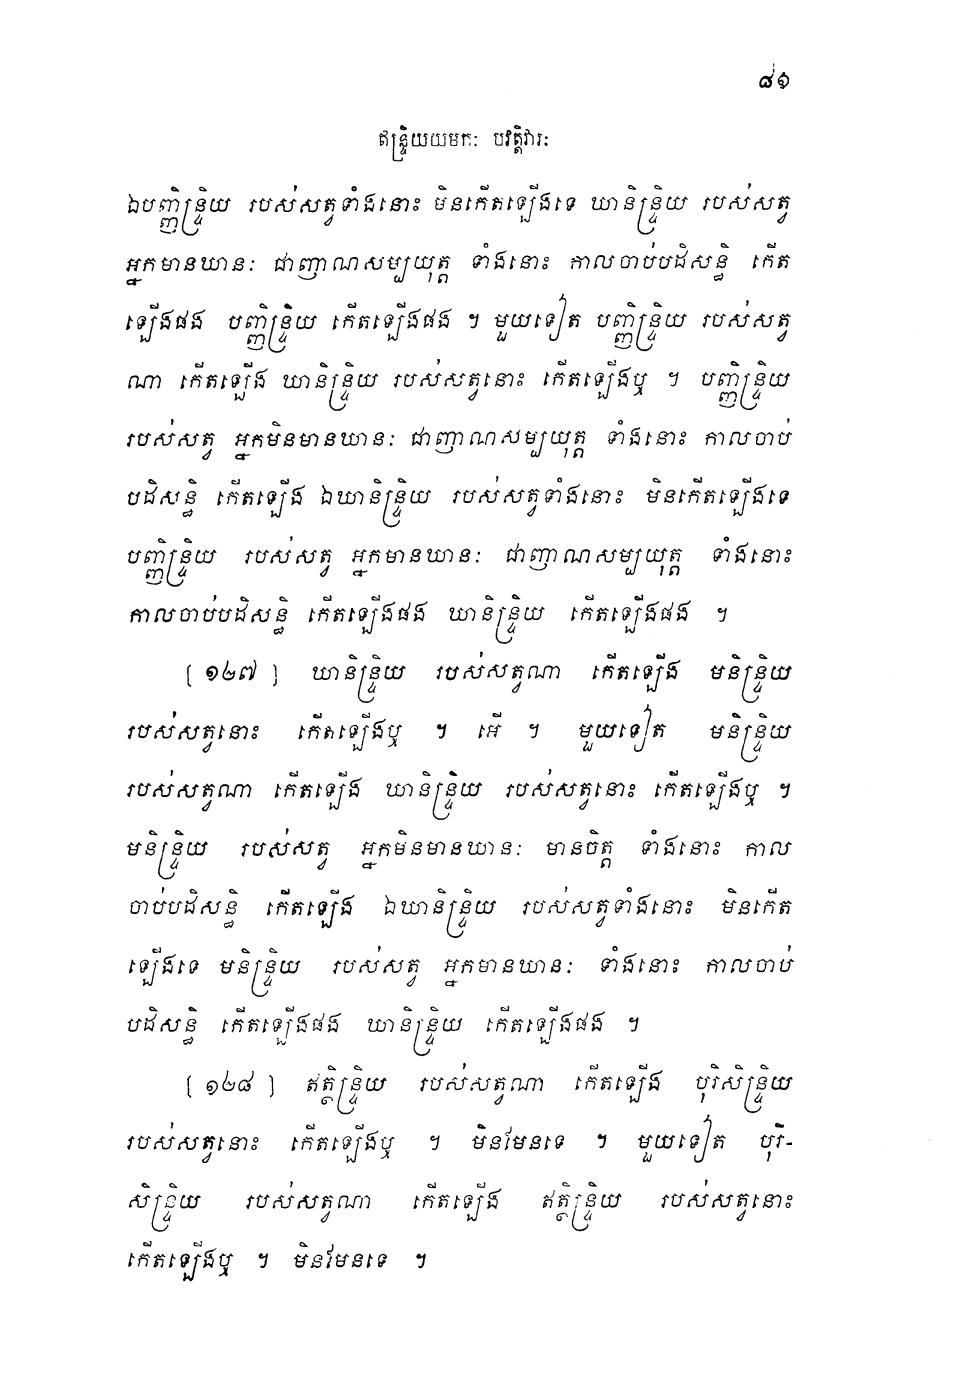 ៨១
ឥន្ទ្រិយយមកៈ បវត្តិវារៈ
ឯបញ្ញិន្ទ្រិយ របស់សត្វទាំងនោះ មិនកើតឡើងទេ ឃានិន្ទ្រិយ របស់សត្វ
អ្នកមានឃានៈ ជាញាណសម្បយុត្ត ទាំងនោះ កាលចាប់បដិសន្ធិ កើត
ឡើងផង បញ្ញិន្ទ្រិយ កើតឡើងផង ។ មួយទៀត បញ្ញិន្ទ្រិយ របស់សត្វ
ណា កើតឡើង ឃានិន្ទ្រិយ របស់សត្វនោះ កើតឡើងឬ ។ បញ្ញិន្ទ្រិយ
របស់សត្វ អ្នកមិនមានឃានៈ ជាញាណសម្បយុត្ត ទាំងនោះ កាលចាប់
បដិសន្ធិ កើតឡើង ឯឃានិន្ទ្រិយ របស់សត្វទាំងនោះ មិនកើតឡើងទេ
បញ្ញិន្ទ្រិយ របស់សត្វ អ្នកមានឃានៈ ជាញាណសម្បយុត្ត ទាំងនោះ
កាលចាប់បដិសន្ធិ កើតឡើងផង ឃានិន្ទ្រិយ កើតឡើងផង ។
[ ១២៧ ] ឃានិន្ទ្រិយ របស់សត្វណា កើតឡើង មនិន្ទ្រិយ
របស់សត្វនោះ កើតឡើងឬ ។ អើ ។ មួយទៀត មនិន្ទ្រិយ
របស់សត្វណា កើតឡើង ឃានិន្ទ្រិយ របស់សត្វនោះ កើតឡើងឬ ។
មនិន្ទ្រិយ របស់សត្វ អ្នកមិនមានឃានៈ មានចិត្ត ទាំងនោះ កាល
ចាប់បដិសន្ធិ កើតឡើង ឯឃានិន្ទ្រិយ របស់សត្វទាំងនោះ មិនកើត
ឡើងទេ មនិន្ទ្រិយ របស់សត្វ អ្នកមានឃានៈ ទាំងនោះ កាលចាប់
បដិសន្ធិ កើតឡើងផង ឃានិន្ទ្រិយ កើតឡើងផង ។
[ ១២៨ ] ឥត្ថិន្ទ្រិយ របស់សត្វណា កើតឡើង បុរិសិន្ទ្រិយ
របស់សត្វនោះ កើតឡើងឬ ។ មិនមែនទេ ។ មួយទៀត បុរិ-
សិន្ទ្រិយ របស់សត្វណា កើតឡើង ឥត្ថិន្ទ្រិយ របស់សត្វនោះ
កើតឡើងឬ ។ មិនមែនទេ ។